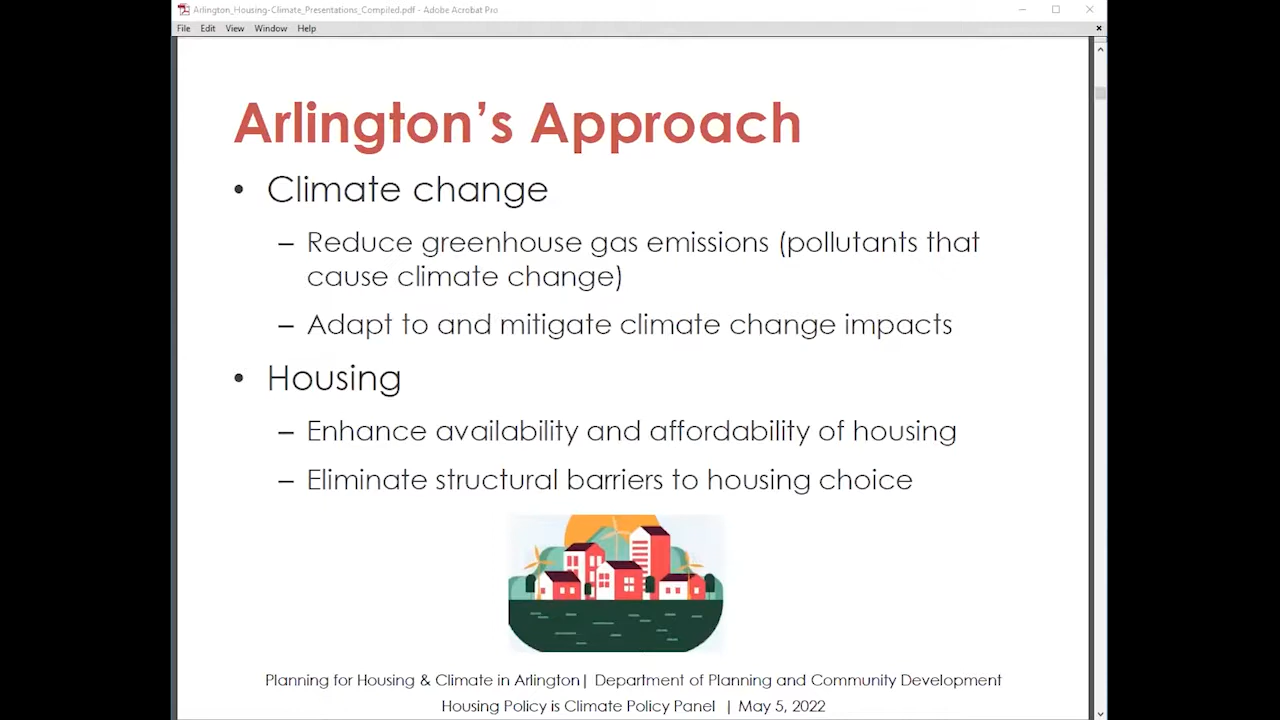 Arlington_Housing-Climate_Presentations_Compiled.pdf - Adobe Acrobat Pro
File Edit View Window Help
Arlington's Approach
• Climate change
– Reduce greenhouse gas emissions (pollutants that
cause climate change)
– Adapt to and mitigate climate change impacts
• Housing
– Enhance availability and affordability of housing
– Eliminate structural barriers to housing choice
Planning for Housing & Climate in Arlington| Department of Planning and Community Development
Housing Policy is Climate Policy Panel | May 5, 2022